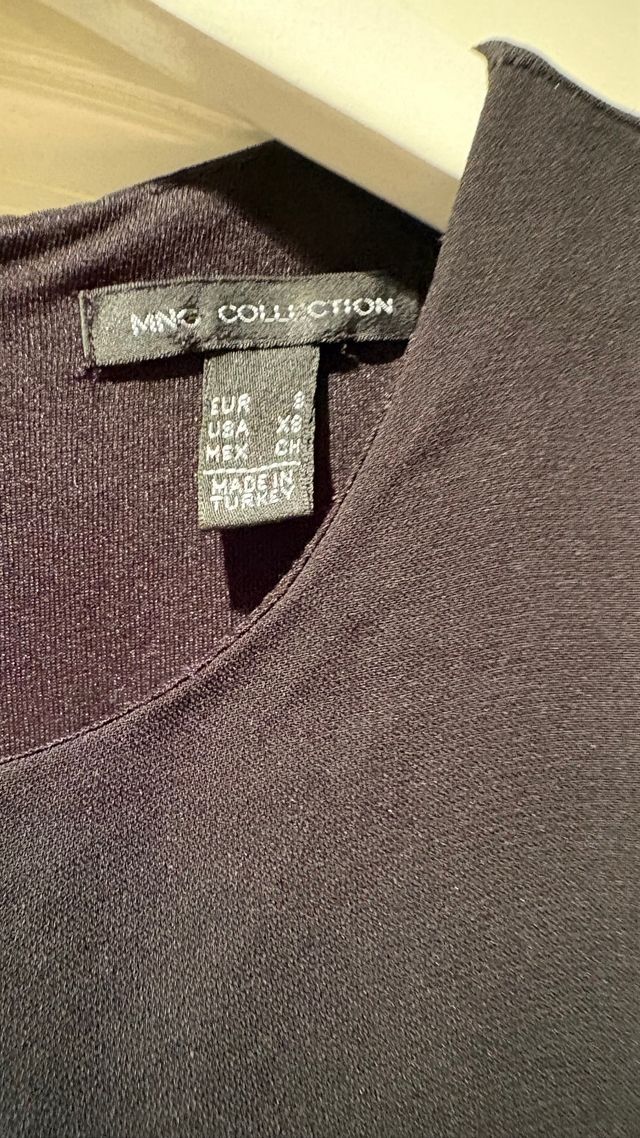 MNG COLLECTION
EUR S
USA XS
MEX CH
MADE IN
TURKEY